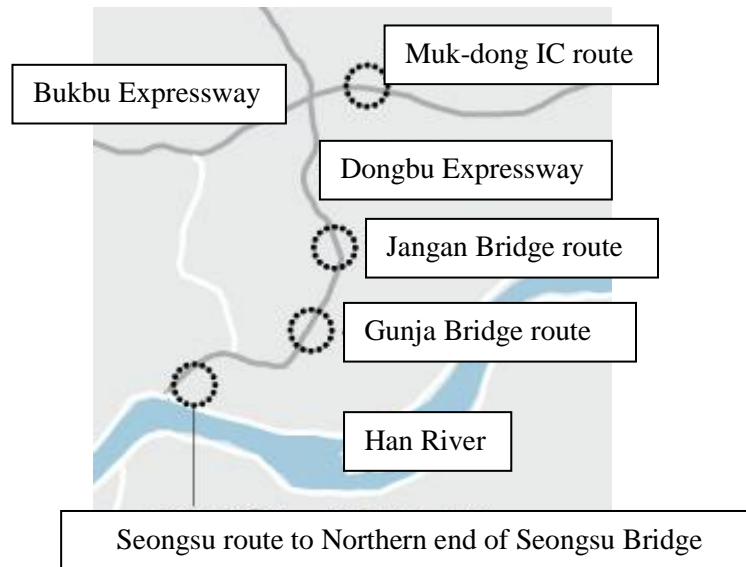 Muk-dong IC route
Bukbu Expressway
Dongbu Expressway
Jangan Bridge route
Gunja Bridge route
Han River
Seongsu route to Northern end of Seongsu Bridge